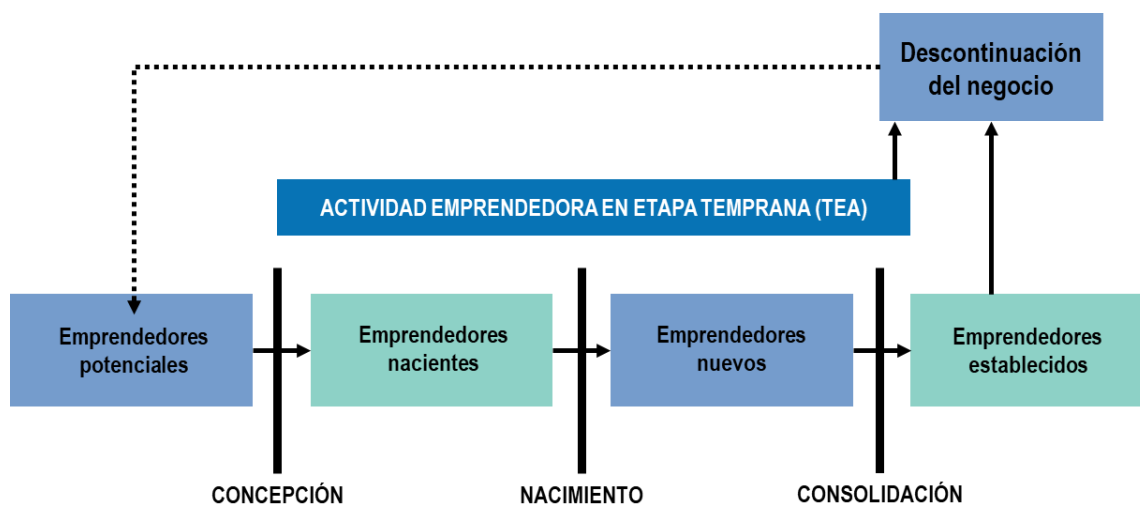 Descontinuación
del negocio
ACTIVIDAD EMPRENDEDORA EN ETAPA TEMPRANA (TEA)
Emprendedores
potenciales
Emprendedores
nacientes
Emprendedores
nuevos
Emprendedores
establecidos
CONCEPCIÓN
NACIMIENTO
CONSOLIDACIÓN